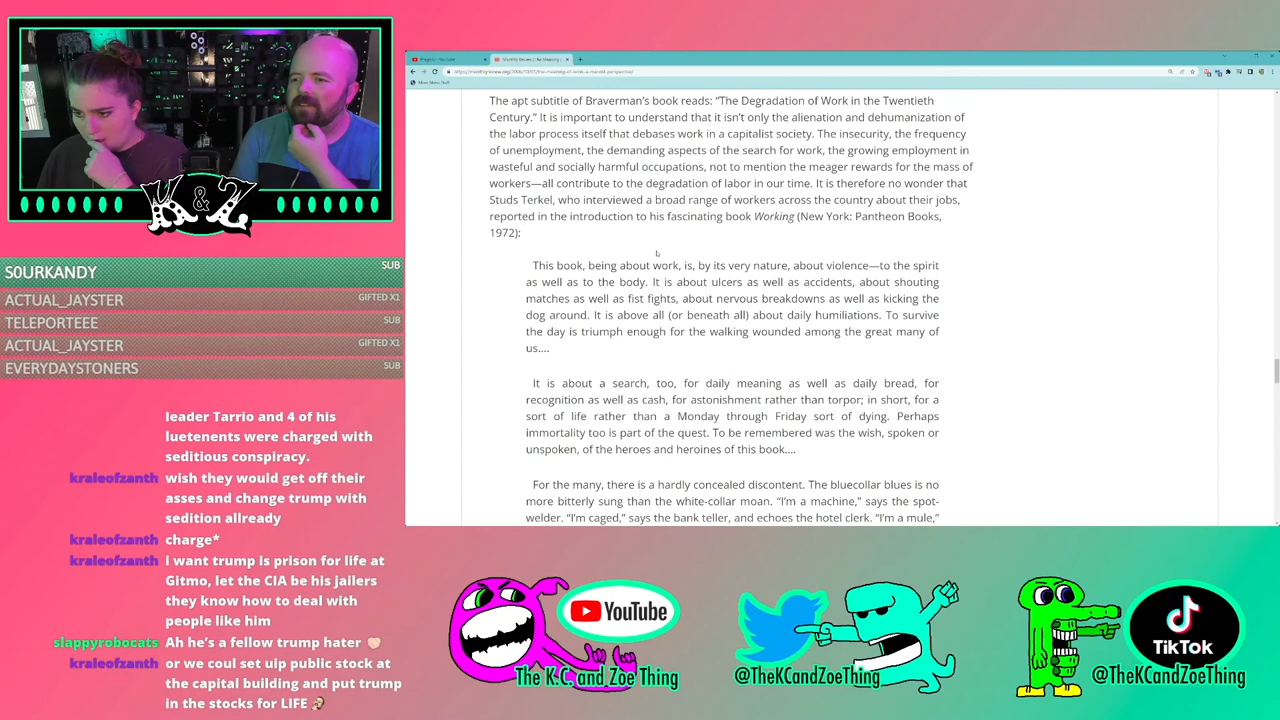 K & Z
S0URKANDY SUB
ACTUAL_JAYSTER GIFTED X1
TELEPORTEEE SUB
ACTUAL_JAYSTER GIFTED X1
EVERYDAYSTONERS SUB
leader Tarrio and 4 of his
luetenents were charged with
seditious conspiracy.
kraleofzanth wish they would get off their
asses and change trump with
sedition allready
kraleofzanth charge*
kraleofzanth I want trump is prison for life at
Gitmo, let the CIA be his jailers
they know how to deal with
people like him
slappyrobocats Ah he's a fellow trump hater
kraleofzanth or we coul set uip public stock at
the capital building and put trump
in the stocks for LIFE
The apt subtitle of Braverman's book reads: “The Degradation of Work in the Twentieth
Century.” It is important to understand that it isn't only the alienation and dehumanization of
the labor process itself that debases work in a capitalist society. The insecurity, the frequency
of unemployment, the demanding aspects of the search for work, the growing employment in
wasteful and socially harmful occupations, not to mention the meager rewards for the mass of
workers—all contribute to the degradation of labor in our time. It is therefore no wonder that
Studs Terkel, who interviewed a broad range of workers across the country about their jobs,
reported in the introduction to his fascinating book Working (New York: Pantheon Books,
1972):
This book, being about work, is, by its very nature, about violence—to the spirit
as well as to the body. It is about ulcers as well as accidents, about shouting
matches as well as fist fights, about nervous breakdowns as well as kicking the
dog around. It is above all (or beneath all) about daily humiliations. To survive
the day is triumph enough for the walking wounded among the great many of
us....
It is about a search, too, for daily meaning as well as daily bread, for
recognition as well as cash, for astonishment rather than torpor; in short, for a
sort of life rather than a Monday through Friday sort of dying. Perhaps
immortality too is part of the quest. To be remembered was the wish, spoken or
unspoken, of the heroes and heroines of this book....
For the many, there is a hardly concealed discontent. The bluecollar blues is no
more bitterly sung than the white-collar moan. “I'm a machine,” says the spot-
welder. “I'm caged,” says the bank teller, and echoes the hotel clerk. “I'm a mule,”
YouTube
The K.C. and Zoe Thing
@TheKCandZoeThing
TikTok
@TheKCandZoeThing